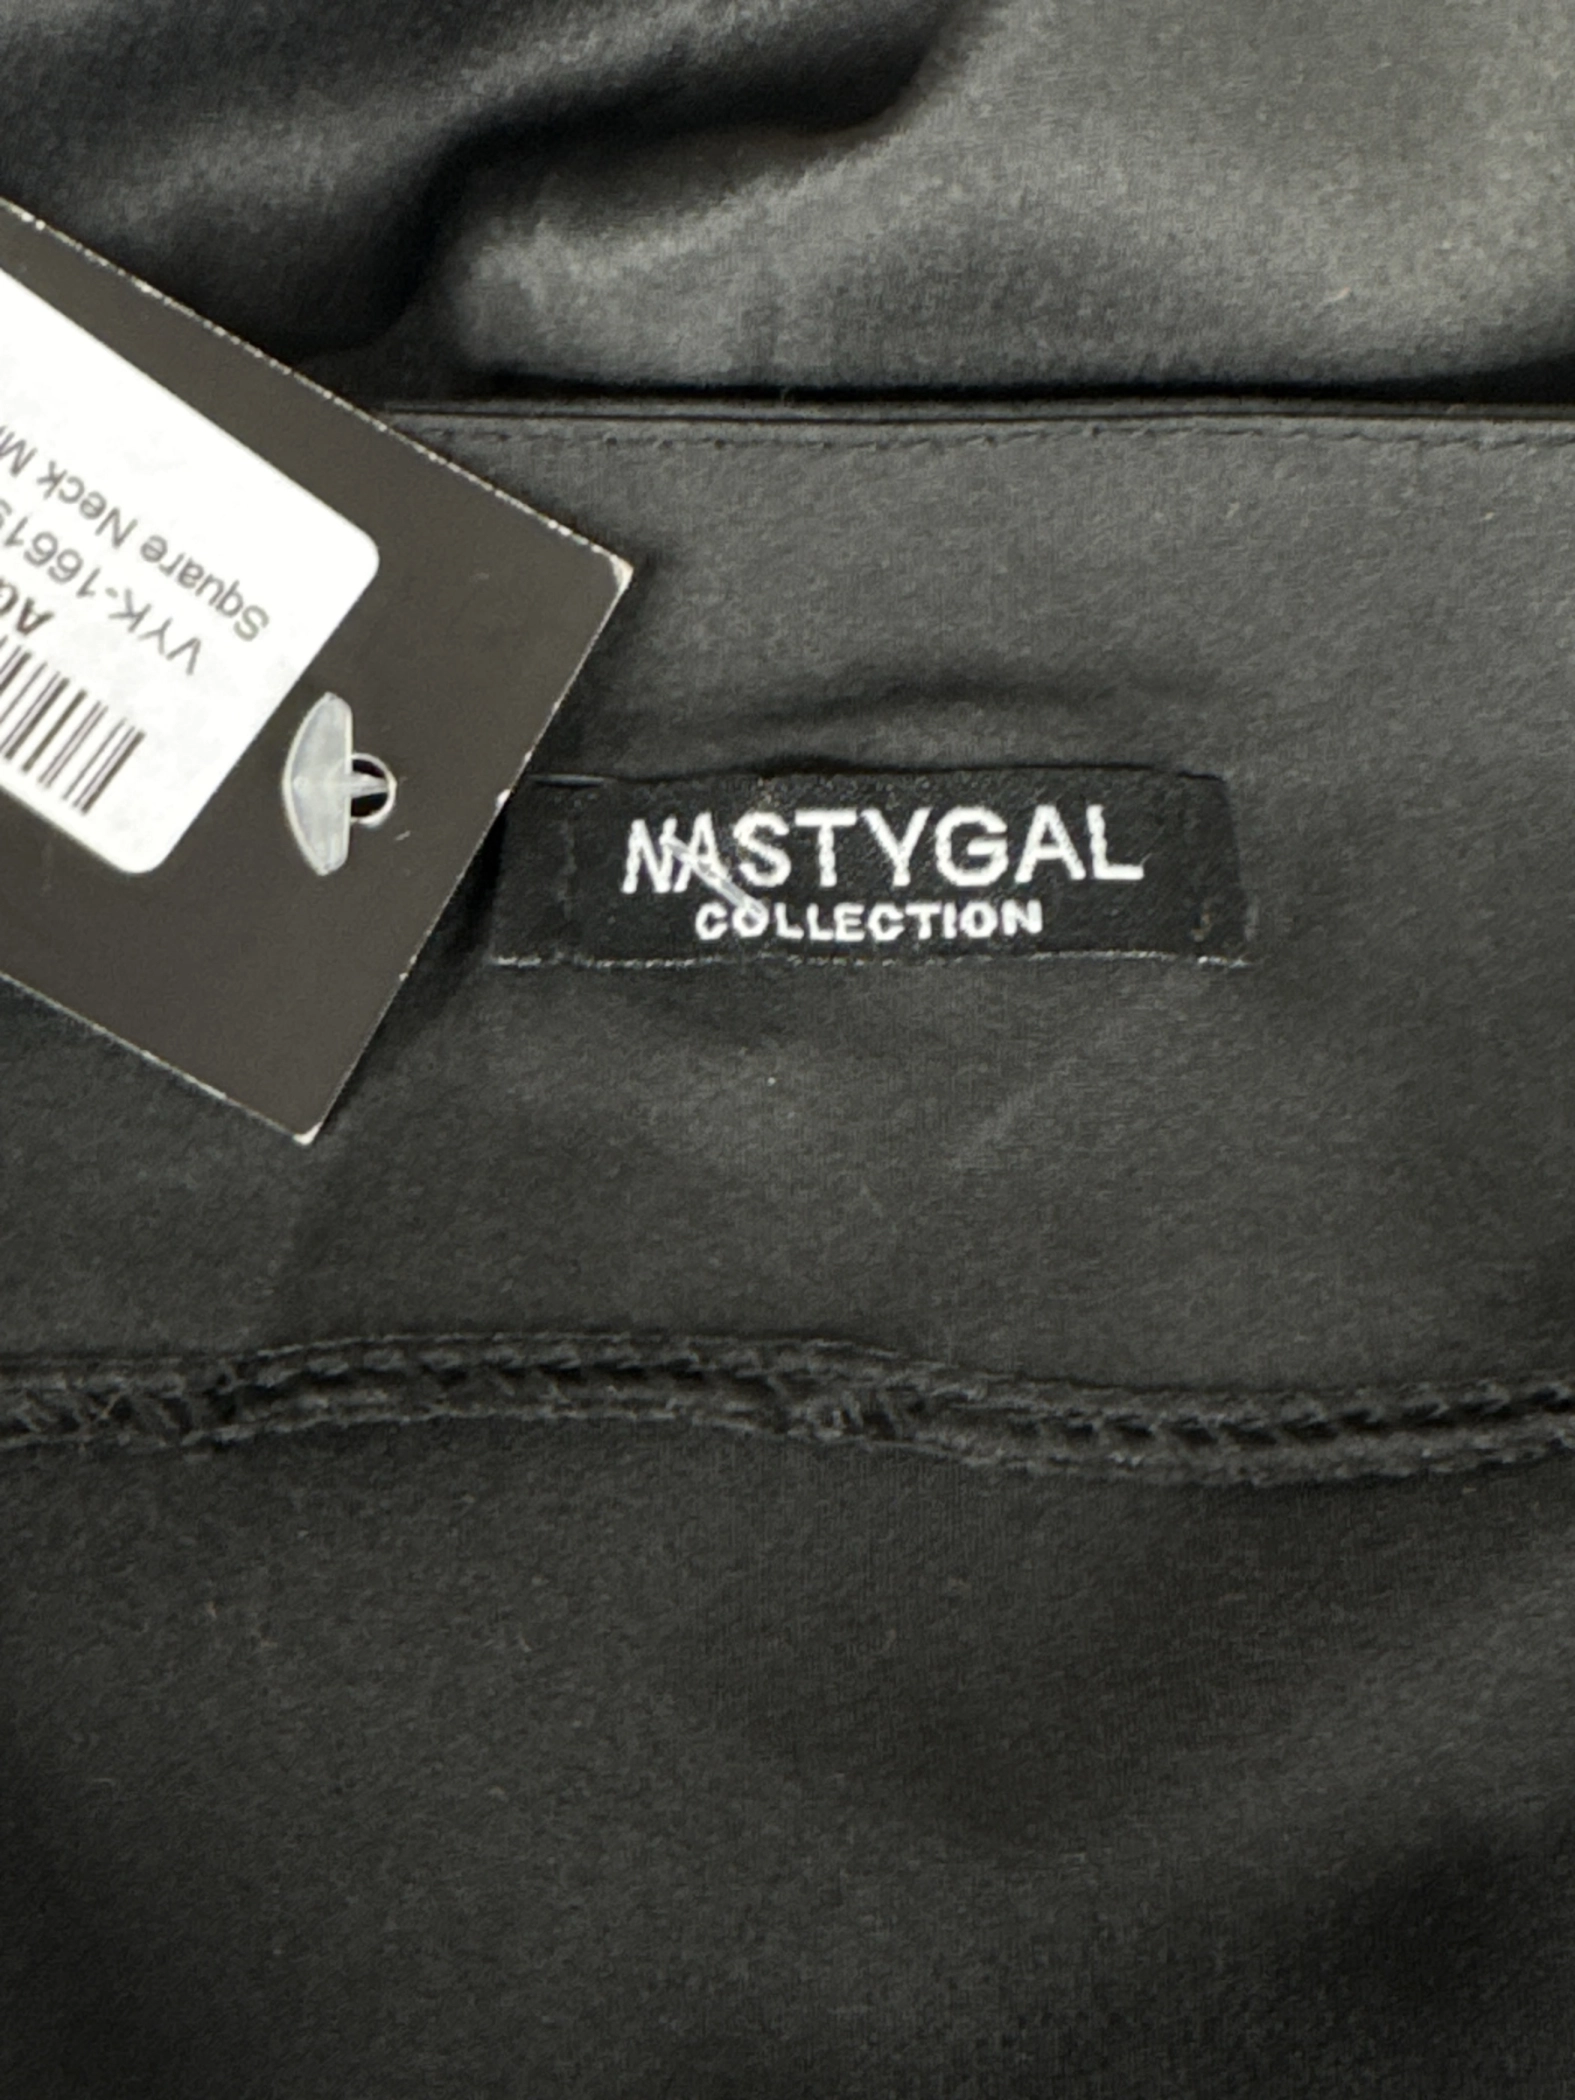 Square Neck
VYK-1661
NASTYGAL
COLLECTION